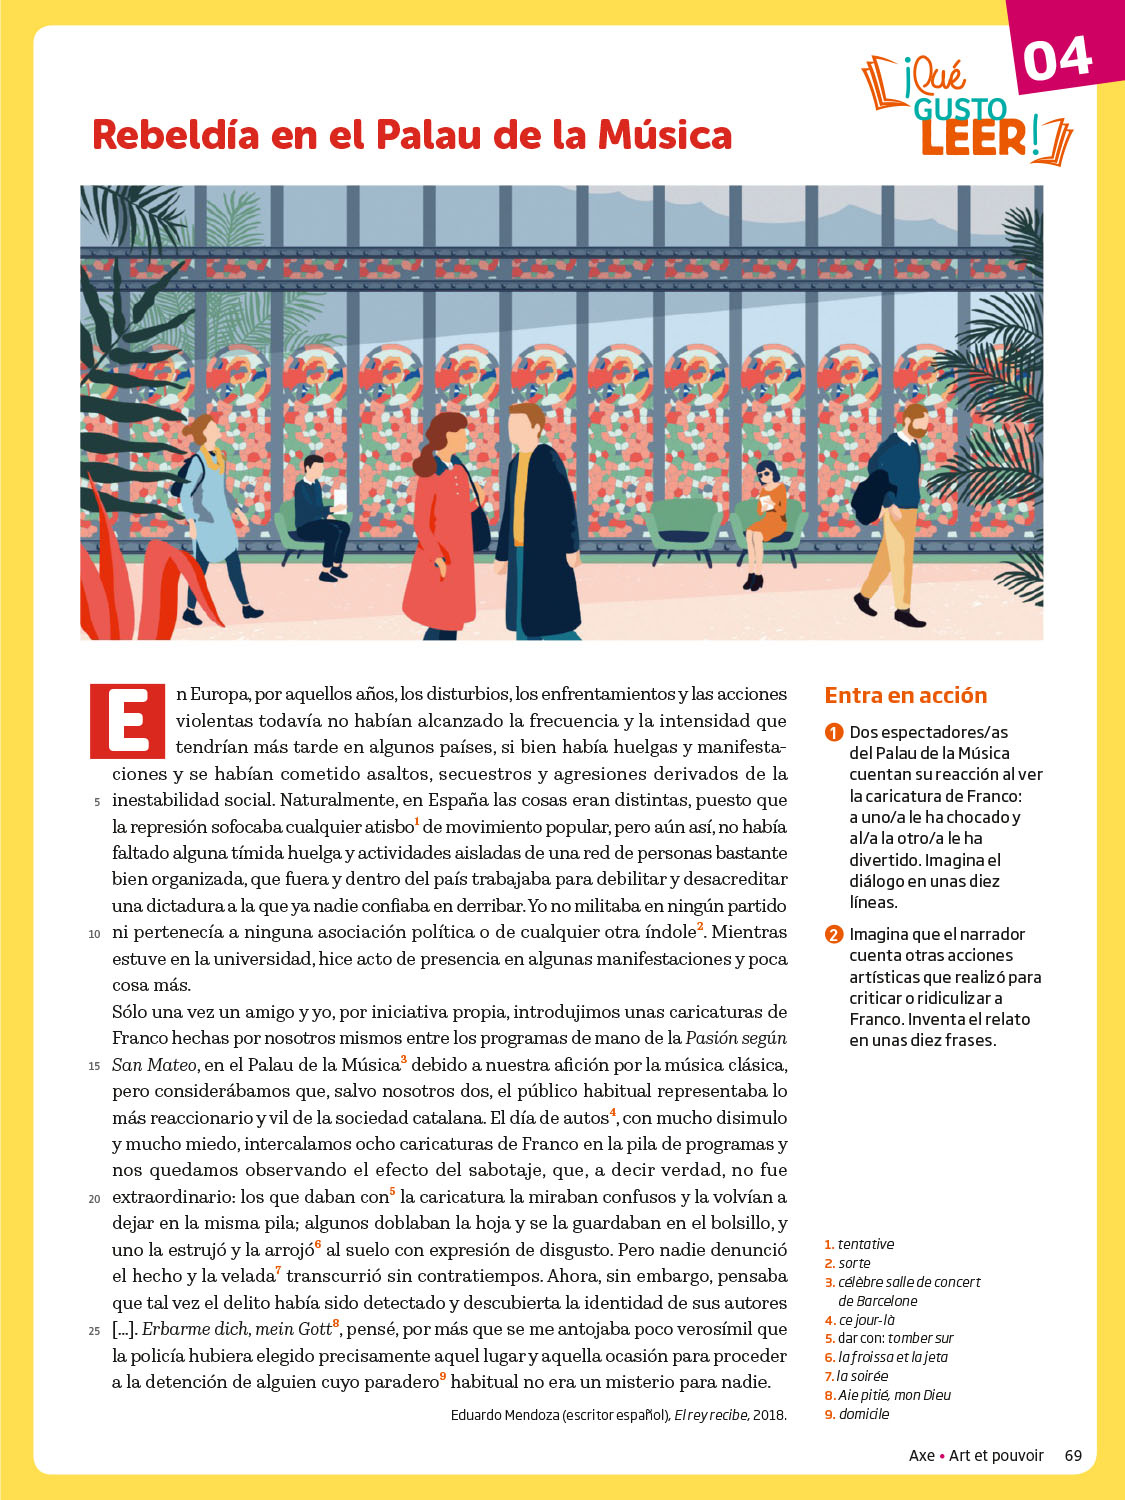 04
¡Qué
GUSTO
LEER!
Rebeldía en el Palau de la Música
En Europa, por aquellos años, los disturbios, los enfrentamientos y las acciones
violentas todavía no habían alcanzado la frecuencia y la intensidad que
tendrían más tarde en algunos países, si bien había huelgas y manifesta-
ciones y se habían cometido asaltos, secuestros y agresiones derivados de la
5 inestabilidad social. Naturalmente, en España las cosas eran distintas, puesto que
la represión sofocaba cualquier atisbo1 de movimiento popular, pero aún así, no había
faltado alguna tímida huelga y actividades aisladas de una red de personas bastante
bien organizada, que fuera y dentro del país trabajaba para debilitar y desacreditar
una dictadura a la que ya nadie confiaba en derribar. Yo no militaba en ningún partido
10 ni pertenecía a ninguna asociación política o de cualquier otra índole2. Mientras
estuve en la universidad, hice acto de presencia en algunas manifestaciones y poca
cosa más.
Sólo una vez un amigo y yo, por iniciativa propia, introdujimos unas caricaturas de
Franco hechas por nosotros mismos entre los programas de mano de la Pasión según
15 San Mateo, en el Palau de la Música3 debido a nuestra afición por la música clásica,
pero considerábamos que, salvo nosotros dos, el público habitual representaba lo
más reaccionario y vil de la sociedad catalana. El día de autos4, con mucho disimulo
y mucho miedo, intercalamos ocho caricaturas de Franco en la pila de programas y
nos quedamos observando el efecto del sabotaje, que, a decir verdad, no fue
20 extraordinario: los que daban con5 la caricatura la miraban confusos y la volvían a
dejar en la misma pila; algunos doblaban la hoja y se la guardaban en el bolsillo, y
uno la estrujó y la arrojó6 al suelo con expresión de disgusto. Pero nadie denunció
el hecho y la velada7 transcurrió sin contratiempos. Ahora, sin embargo, pensaba
que tal vez el delito había sido detectado y descubierta la identidad de sus autores
25 [...]. Erbarme dich, mein Gott8, pensé, por más que se me antojaba poco verosímil que
la policía hubiera elegido precisamente aquel lugar y aquella ocasión para proceder
a la detención de alguien cuyo paradero9 habitual no era un misterio para nadie.
Eduardo Mendoza (escritor español), El rey recibe, 2018.
Entra en acción
1 Dos espectadores/as
del Palau de la Música
cuentan su reacción al ver
la caricatura de Franco:
a uno/a le ha chocado y
al/a la otro/a le ha
divertido. Imagina el
diálogo en unas diez
líneas.
2 Imagina que el narrador
cuenta otras acciones
artísticas que realizó para
criticar o ridiculizar a
Franco. Inventa el relato
en unas diez frases.
1. tentative
2. sorte
3. célèbre salle de concert
de Barcelone
4. ce jour-là
5. dar con: tomber sur
6. la froissa et la jeta
7. la soirée
8. Aie pitié, mon Dieu
9. domicile
Axe • Art et pouvoir 69